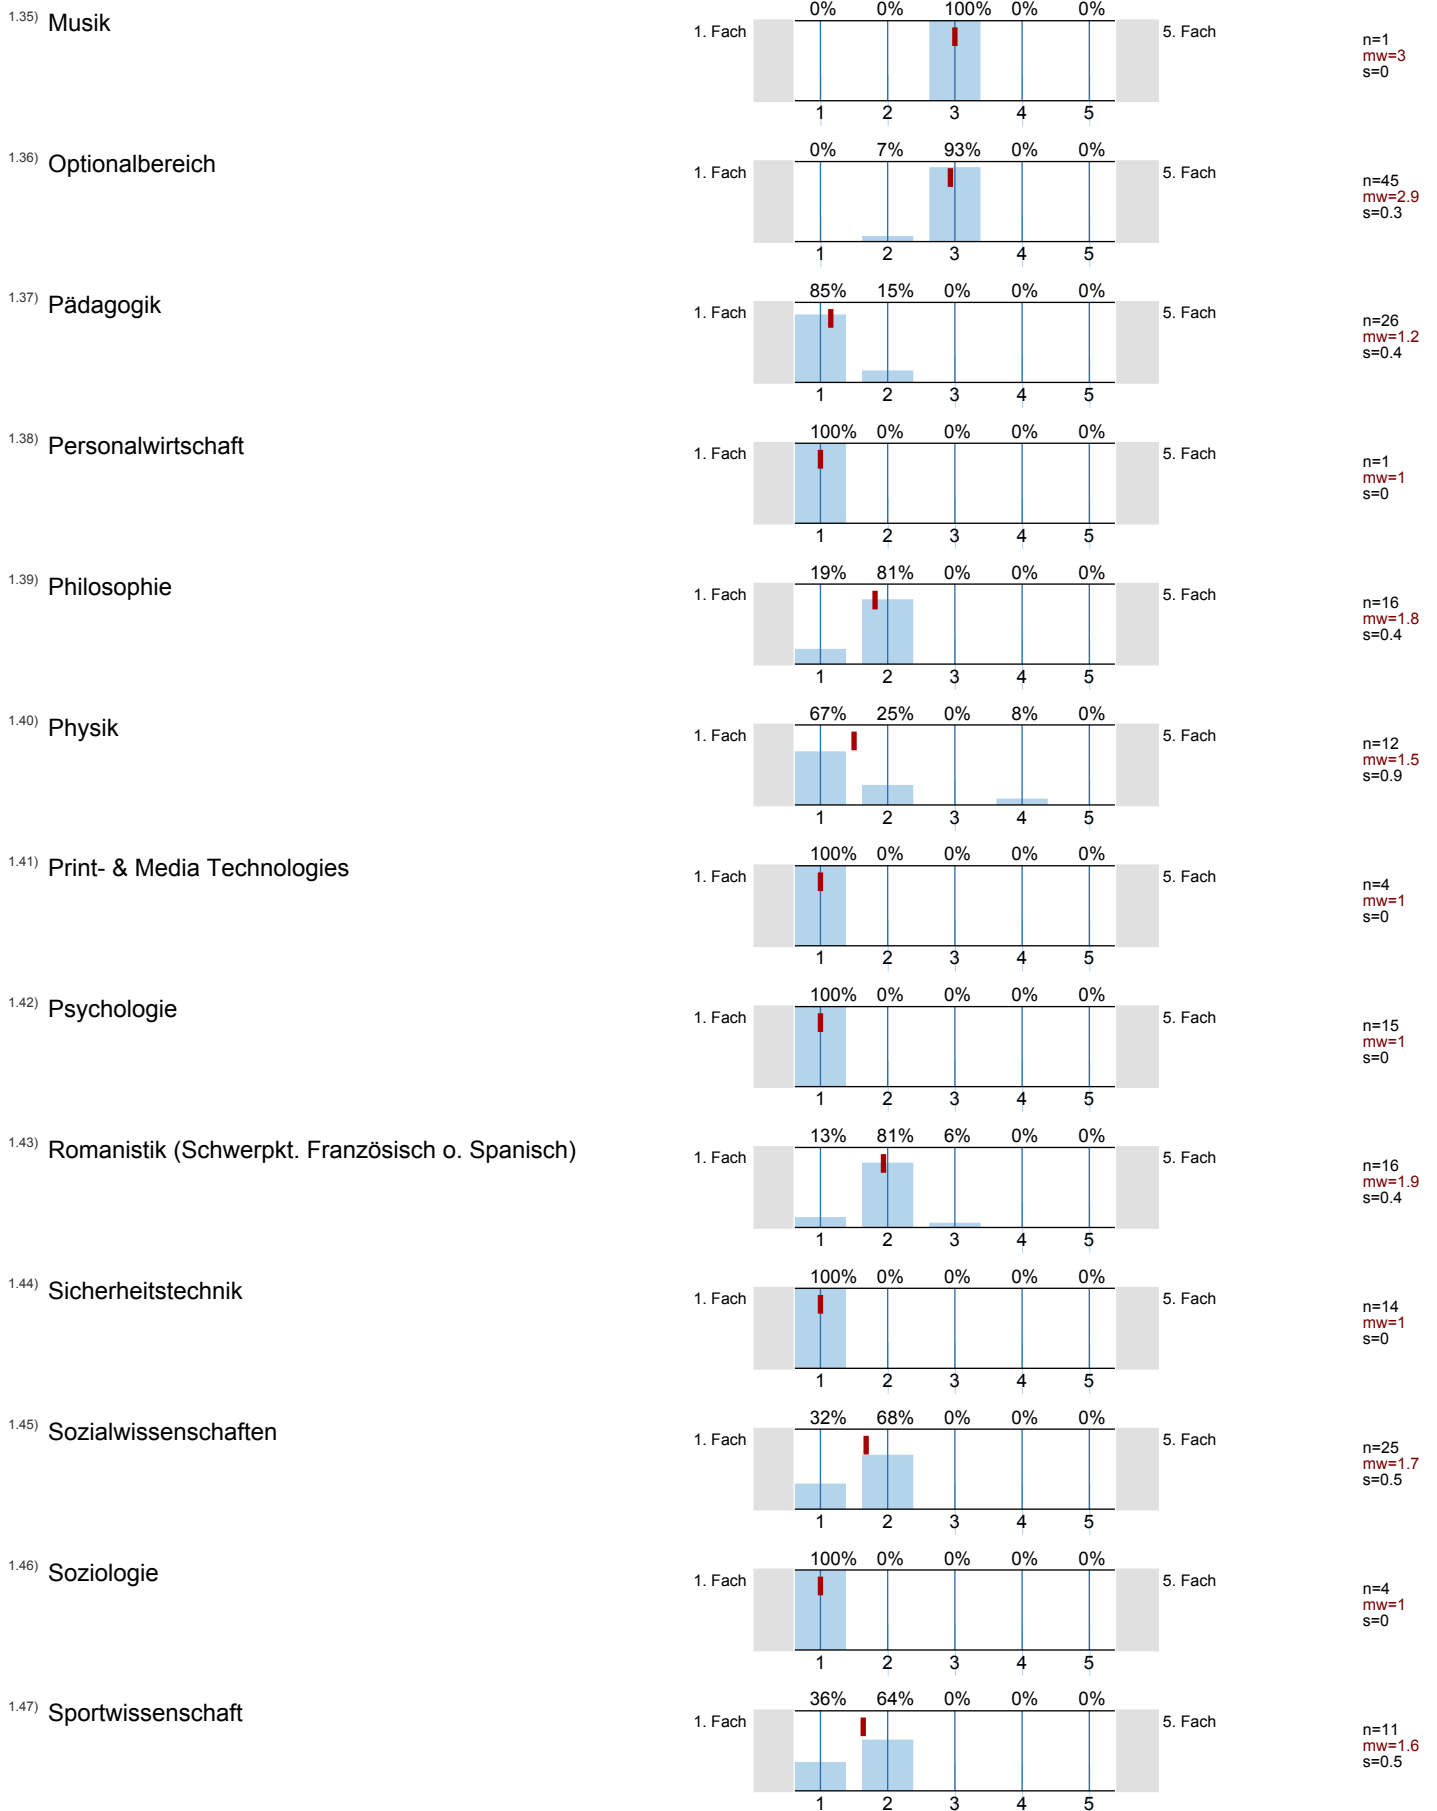 1.35) Musik
0% 0% 100% 0% 0%
1. Fach 5. Fach
n=1
mw=3
s=0
1 2 3 4 5
1.36) Optionalbereich
0% 7% 93% 0% 0%
1. Fach 5. Fach
n=45
mw=2.9
s=0.3
1 2 3 4 5
1.37) Pädagogik
85% 15% 0% 0% 0%
1. Fach 5. Fach
n=26
mw=1.2
s=0.4
1 2 3 4 5
1.38) Personalwirtschaft
100% 0% 0% 0% 0%
1. Fach 5. Fach
n=1
mw=1
s=0
1 2 3 4 5
1.39) Philosophie
19% 81% 0% 0% 0%
1. Fach 5. Fach
n=16
mw=1.8
s=0.4
1 2 3 4 5
1.40) Physik
67% 25% 0% 8% 0%
1. Fach 5. Fach
n=12
mw=1.5
s=0.9
1 2 3 4 5
1.41) Print- & Media Technologies
100% 0% 0% 0% 0%
1. Fach 5. Fach
n=4
mw=1
s=0
1 2 3 4 5
1.42) Psychologie
100% 0% 0% 0% 0%
1. Fach 5. Fach
n=15
mw=1
s=0
1 2 3 4 5
1.43) Romanistik (Schwerpkt. Französisch o. Spanisch)
13% 81% 6% 0% 0%
1. Fach 5. Fach
n=16
mw=1.9
s=0.4
1 2 3 4 5
1.44) Sicherheitstechnik
100% 0% 0% 0% 0%
1. Fach 5. Fach
n=14
mw=1
s=0
1 2 3 4 5
1.45) Sozialwissenschaften
32% 68% 0% 0% 0%
1. Fach 5. Fach
n=25
mw=1.7
s=0.5
1 2 3 4 5
1.46) Soziologie
100% 0% 0% 0% 0%
1. Fach 5. Fach
n=4
mw=1
s=0
1 2 3 4 5
1.47) Sportwissenschaft
36% 64% 0% 0% 0%
1. Fach 5. Fach
n=11
mw=1.6
s=0.5
1 2 3 4 5